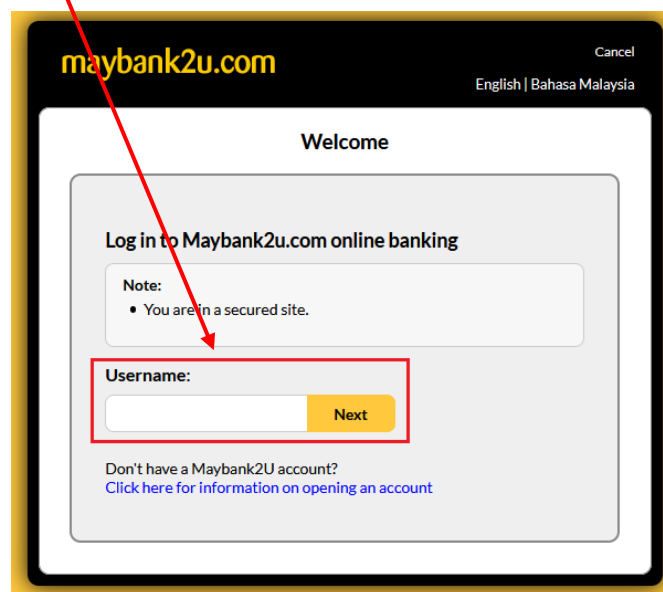 maybank2u.com
Cancel
English | Bahasa Malaysia
Welcome
Log in to Maybank2u.com online banking
Note:
• You are in a secured site.
Username:
Next
Don't have a Maybank2U account?
Click here for information on opening an account